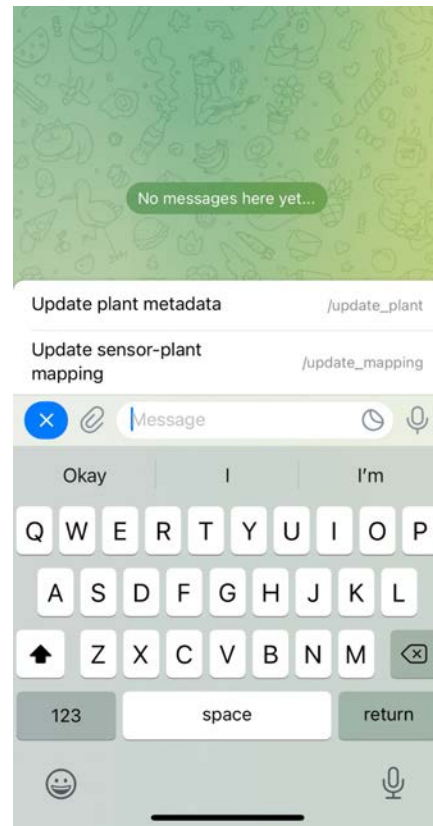 No messages here yet...
Update plant metadata /update_plant
Update sensor-plant
mapping /update_mapping
Message
Okay I I'm
Q W E R T Y U I O P
A S D F G H J K L
Z X C V B N M
123 space return